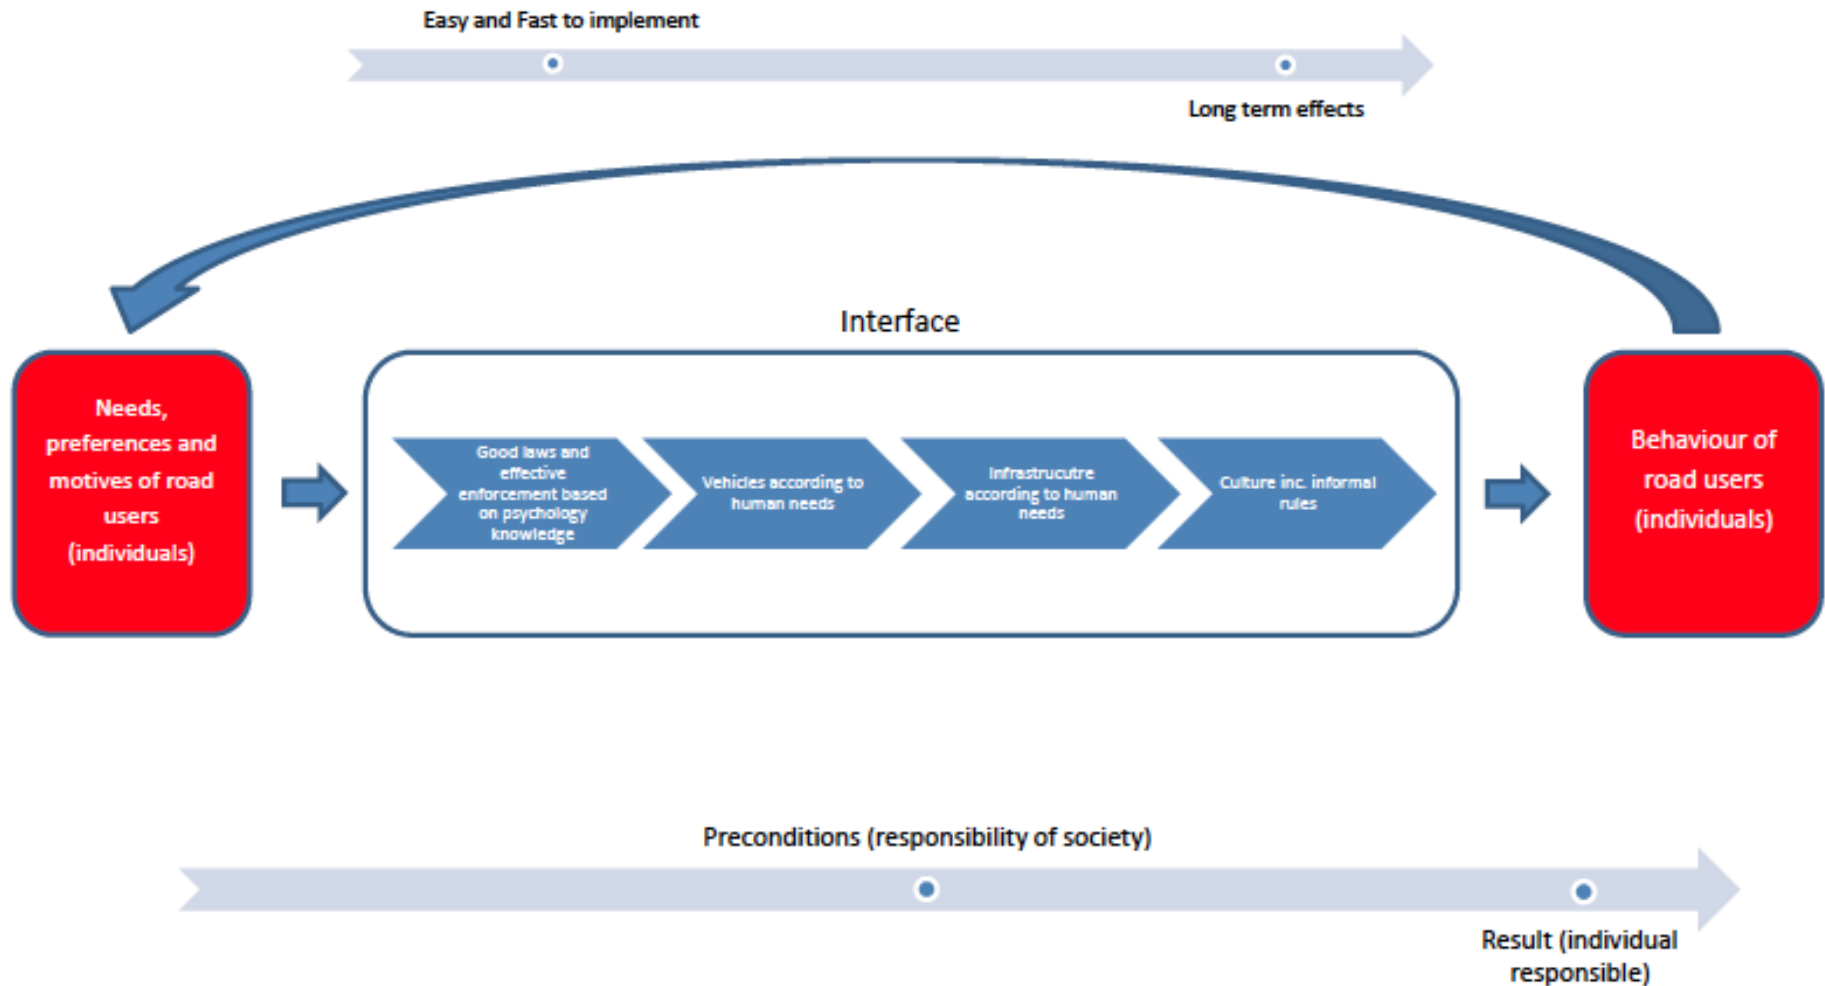 Easy and Fast to implement
Long term effects
Interface
Needs,
preferences and
motives of road
users
(individuals)
Good laws and
effective
enforcement based
on psychology
knowledge
Vehicles according to
human needs
Infrastrucutre
according to human
needs
Culture inc. informal
rules
Behaviour of
road users
(individuals)
Preconditions (responsibility of society)
Result (individual
responsible)